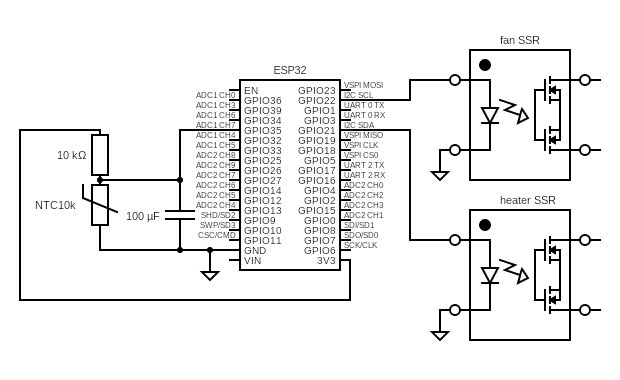 fan SSR
ESP32
EN GPIO23 VSPI MOSI
ADC1 CH0 GPIO36 GPIO22 I2C SCL
ADC1 CH3 GPIO39 GPIO1 UART 0 TX
ADC1 CH6 GPIO34 GPIO3 UART 0 RX
ADC1 CH7 GPIO35 GPIO21 I2C SDA
ADC1 CH4 GPIO32 GPIO19 VSPI MISO
ADC1 CH5 GPIO33 GPIO18 VSPI CLK
ADC2 CH8 GPIO25 GPIO5 VSPI CS0
ADC2 CH9 GPIO26 GPIO17 UART 2 TX
ADC2 CH7 GPIO27 GPIO16 UART 2 RX
ADC2 CH6 GPIO14 GPIO4 ADC2 CH0
ADC2 CH5 GPIO12 GPIO2 ADC2 CH2
ADC2 CH4 GPIO13 GPIO15 ADC2 CH3
SHD/SD2 GPIO9 GPIO0 ADC2 CH1
SWP/SD3 GPIO10 GPIO8 SDI/SD1
CSC/CMD GPIO11 GPIO7 SDO/SD0
GND GPIO6 SCK/CLK
VIN 3V3
10 kΩ
NTC10k
100 µF
heater SSR